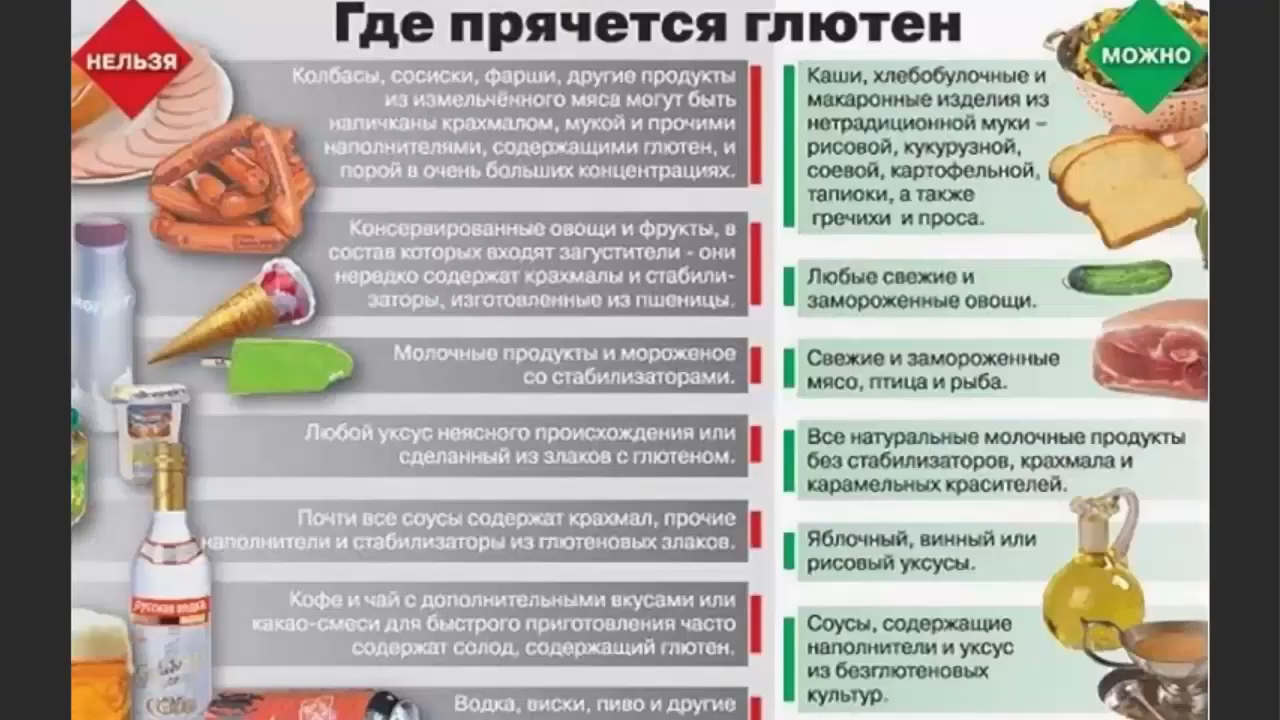 Где прячется глютен
НЕЛЬЗЯ
Колбасы, сосиски, фарши, другие продукты
из измельчённого мяса могут быть
напичканы крахмалом, мукой и прочими
наполнителями, содержащими глютен, и
порой в очень больших концентрациях.
Консервированные овощи и фрукты, в
состав которых входят загустители - они
нередко содержат крахмалы и стабили-
заторы, изготовленные из пшеницы.
Молочные продукты и мороженое
со стабилизаторами.
Любой уксус неясного происхождения или
сделанный из злаков с глютеном.
Почти все соусы содержат крахмал, прочие
наполнители и стабилизаторы из глютеновых злаков.
Кофе и чай с дополнительными вкусами или
какао-смеси для быстрого приготовления часто
содержат солод, содержащий глютен.
Водка, виски, пиво и другие
Русская водка
МОЖНО
Каши, хлебобулочные и
макаронные изделия из
нетрадиционной муки –
рисовой, кукурузной,
соевой, картофельной,
тапиоки, а также
гречихи и проса.
Любые свежие и
замороженные овощи.
Свежие и замороженные
мясо, птица и рыба.
Все натуральные молочные продукты
без стабилизаторов, крахмала и
карамельных красителей.
Яблочный, винный или
рисовый уксусы.
Соусы, содержащие
наполнители и уксус
из безглютеновых
культур.